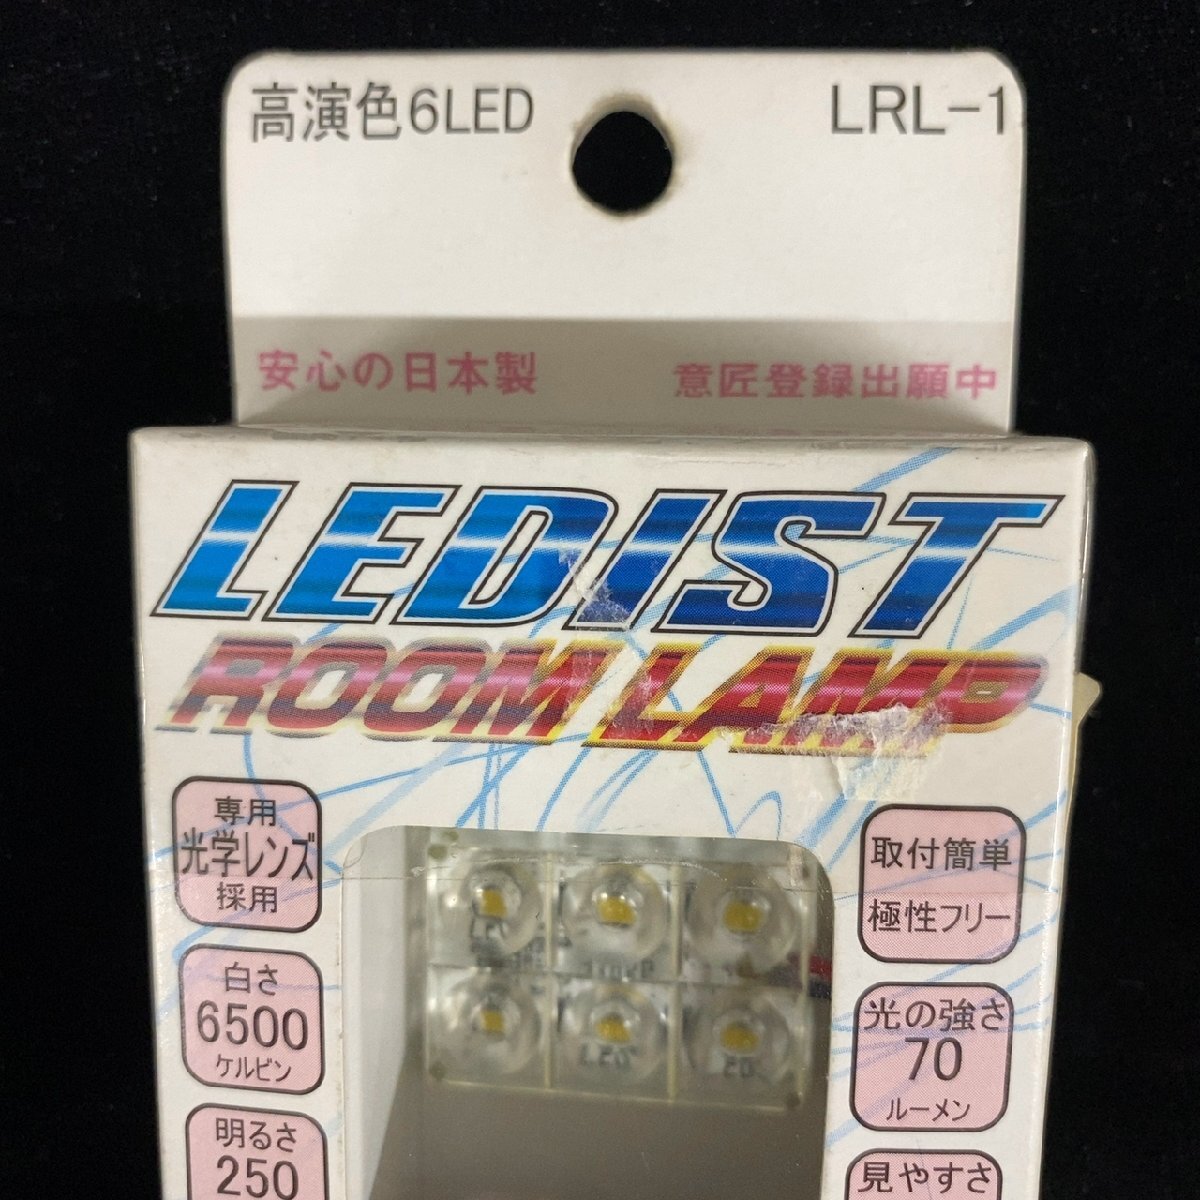 高演色6LED
LRL-1
安心の日本製
意匠登録出願中
LEDIST
ROOM LAMP
専用
光学レンズ
採用
白さ
6500
ケルビン
明るさ
250
取付簡単
極性フリー
光の強さ
70
ルーメン
見やすさ